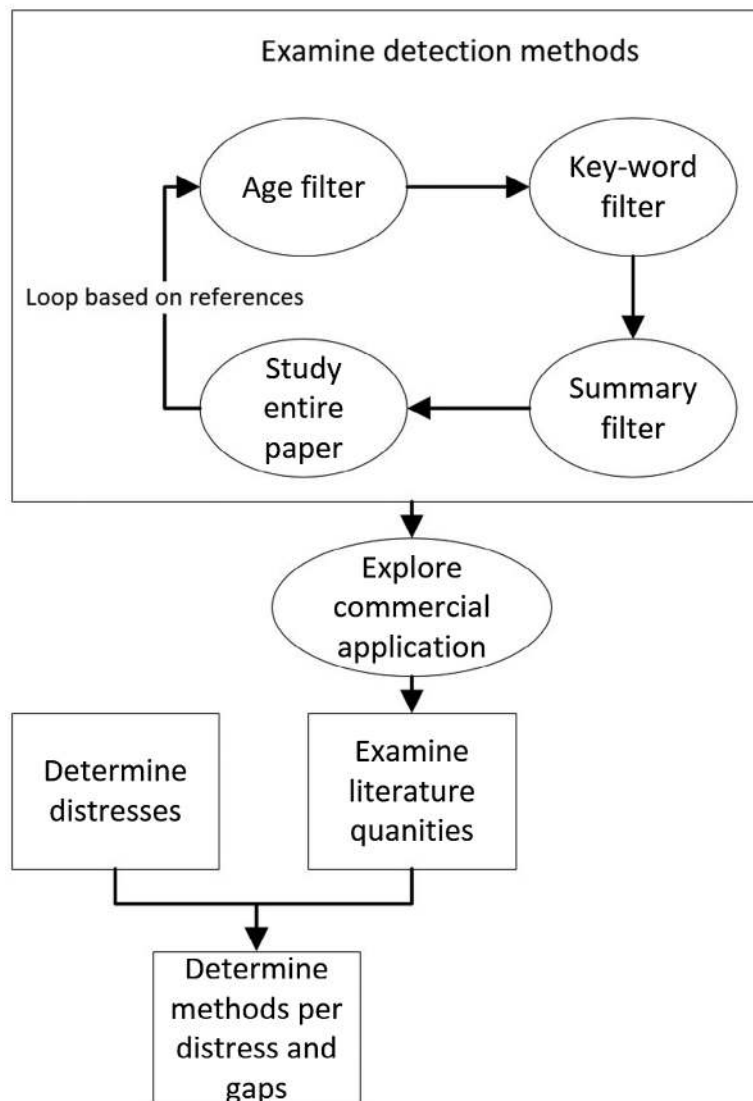 Examine detection methods
Age filter
Key-word
filter
Loop based on references
Study
entire
paper
Summary
filter
Explore
commercial
application
Determine
distresses
Examine
literature
quanities
Determine
methods per
distress and
gaps